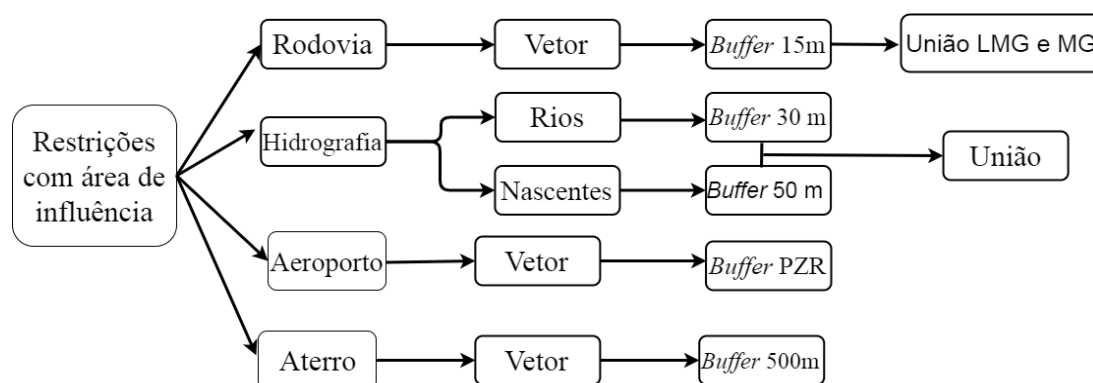 Restrições
com área de
influência
Rodovia
Vetor
Buffer 15m
União LMG e MG
Hidrografia
Rios
Buffer 30 m
Nascentes
Buffer 50 m
União
Aeroporto
Vetor
Buffer PZR
Aterro
Vetor
Buffer 500m